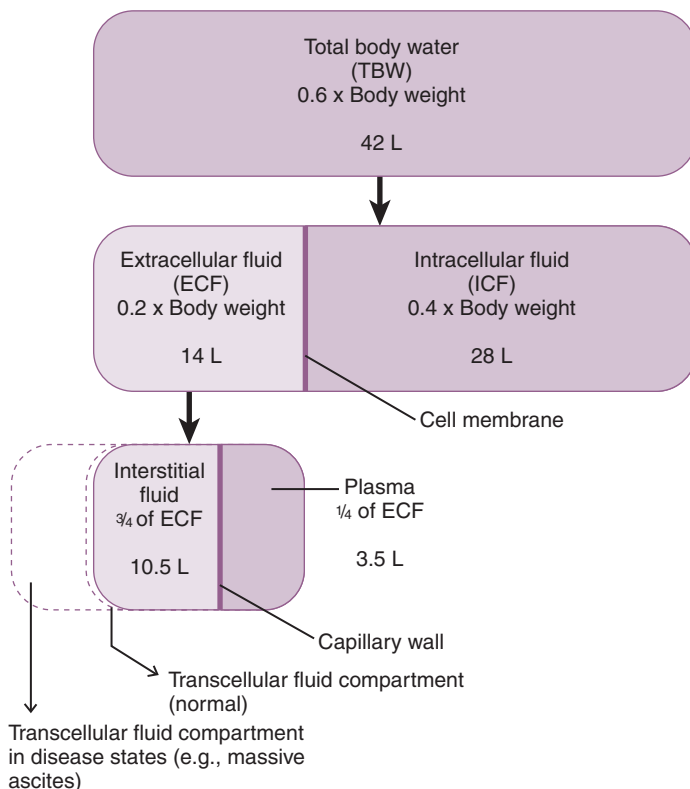 Total body water
(TBW)
0.6 x Body weight
42 L
Extracellular fluid
(ECF)
0.2 x Body weight
14 L
Intracellular fluid
(ICF)
0.4 x Body weight
28 L
Cell membrane
Interstitial
fluid
3/4 of ECF
10.5 L
Plasma
1/4 of ECF
3.5 L
Capillary wall
Transcellular fluid compartment
(normal)
Transcellular fluid compartment
in disease states (e.g., massive
ascites)